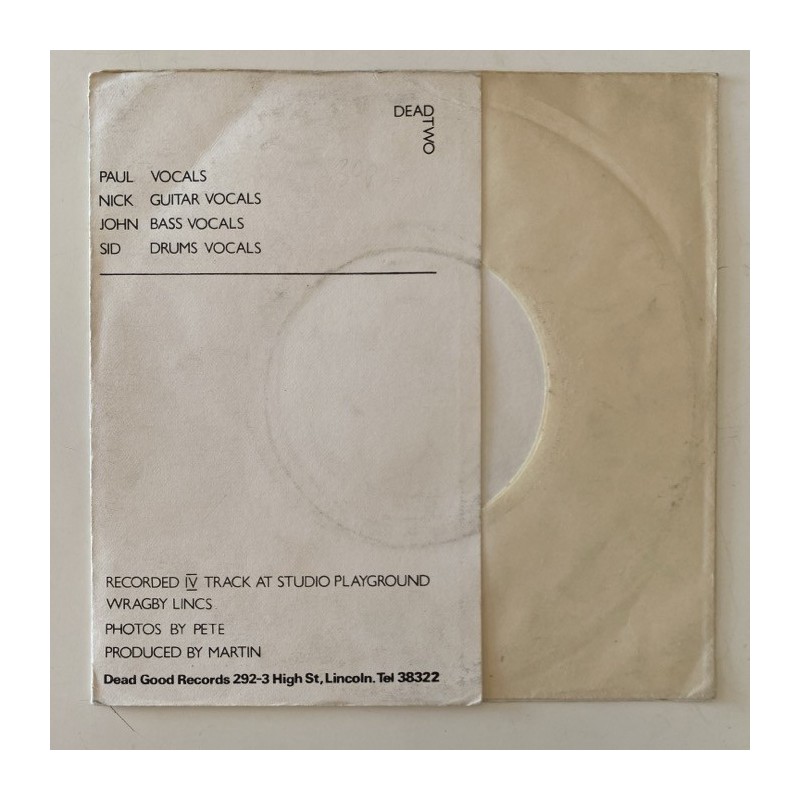 DEAD
TWO
PAUL VOCALS
NICK GUITAR VOCALS
JOHN BASS VOCALS
SID DRUMS VOCALS
RECORDED IV TRACK AT STUDIO PLAYGROUND
WRAGBY LINCS.
PHOTOS BY PETE
PRODUCED BY MARTIN
Dead Good Records 292-3 High St, Lincoln. Tel 38322